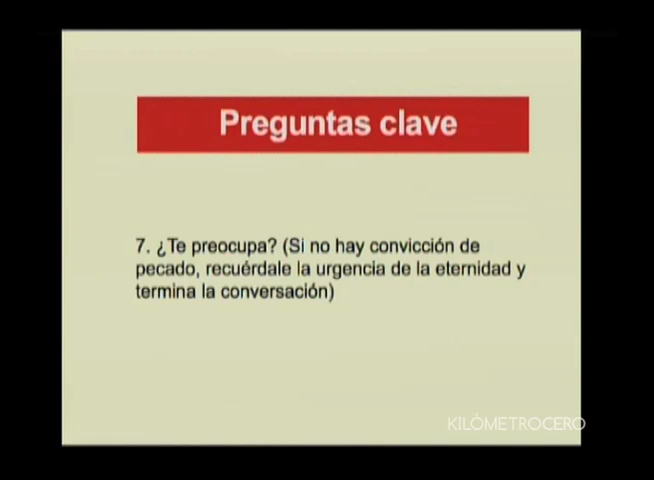 Preguntas clave
7. ¿Te preocupa? (Si no hay convicción de
pecado, recuérdale la urgencia de la eternidad y
termina la conversación)
KILÓMETROCERO